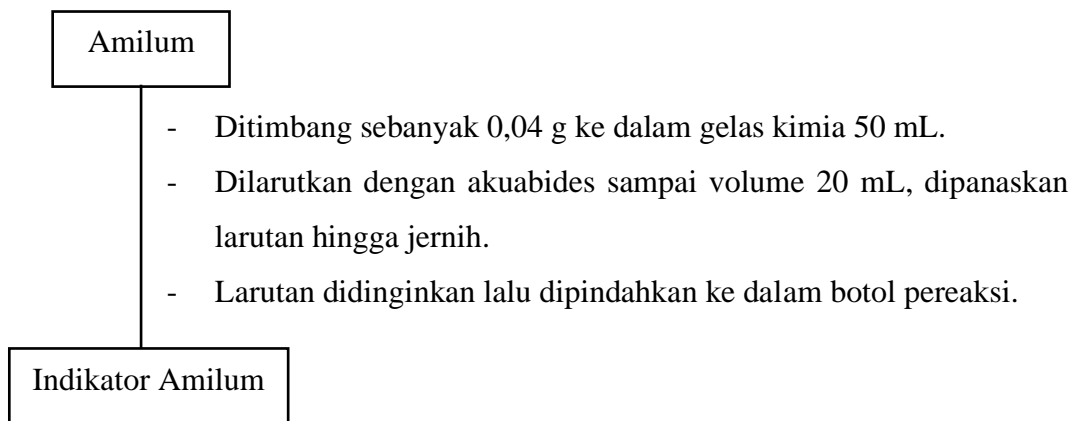 Amilum
- Ditimbang sebanyak 0,04 g ke dalam gelas kimia 50 mL.
- Dilarutkan dengan akuabides sampai volume 20 mL, dipanaskan
larutan hingga jernih.
- Larutan didinginkan lalu dipindahkan ke dalam botol pereaksi.
Indikator Amilum